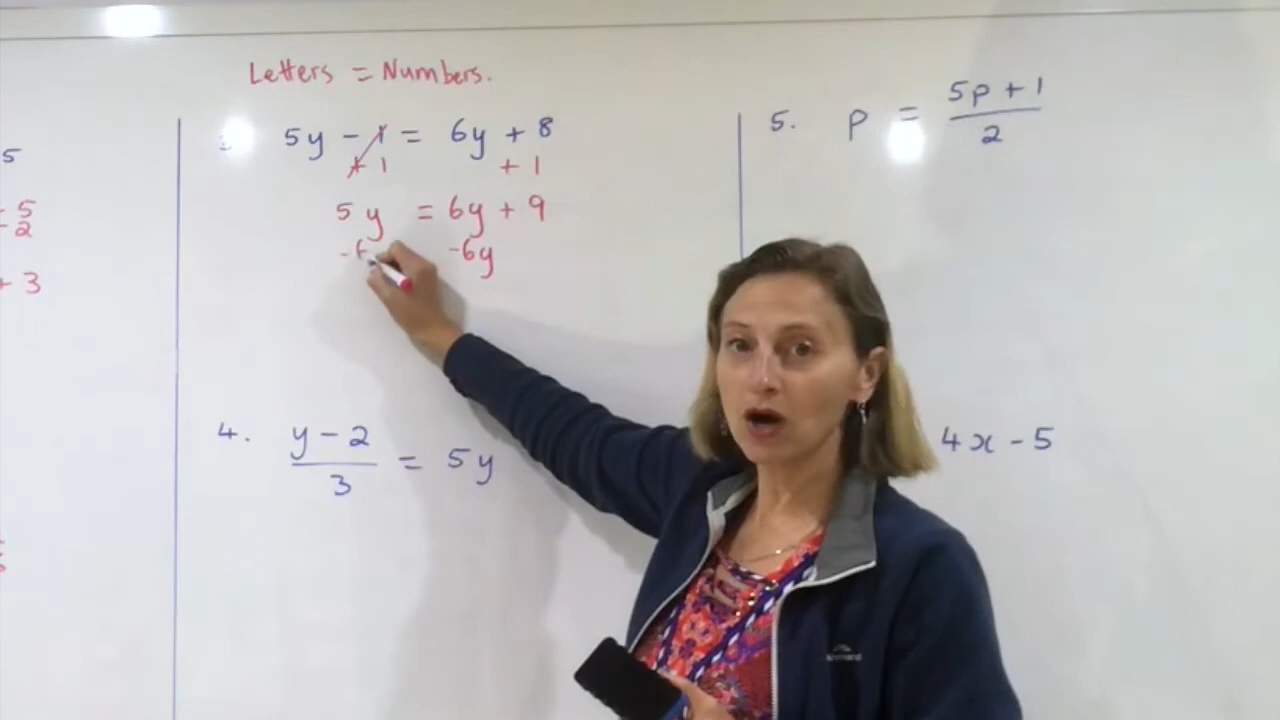 Letters = Numbers.
5
5y - 1 = 6y + 8
+ 1 + 1
5y = 6y + 9
- 6 - 6y
- 5
- 2
+ 3
4. y - 2 / 3 = 5y
5. p = 5p + 1 / 2
4x - 5